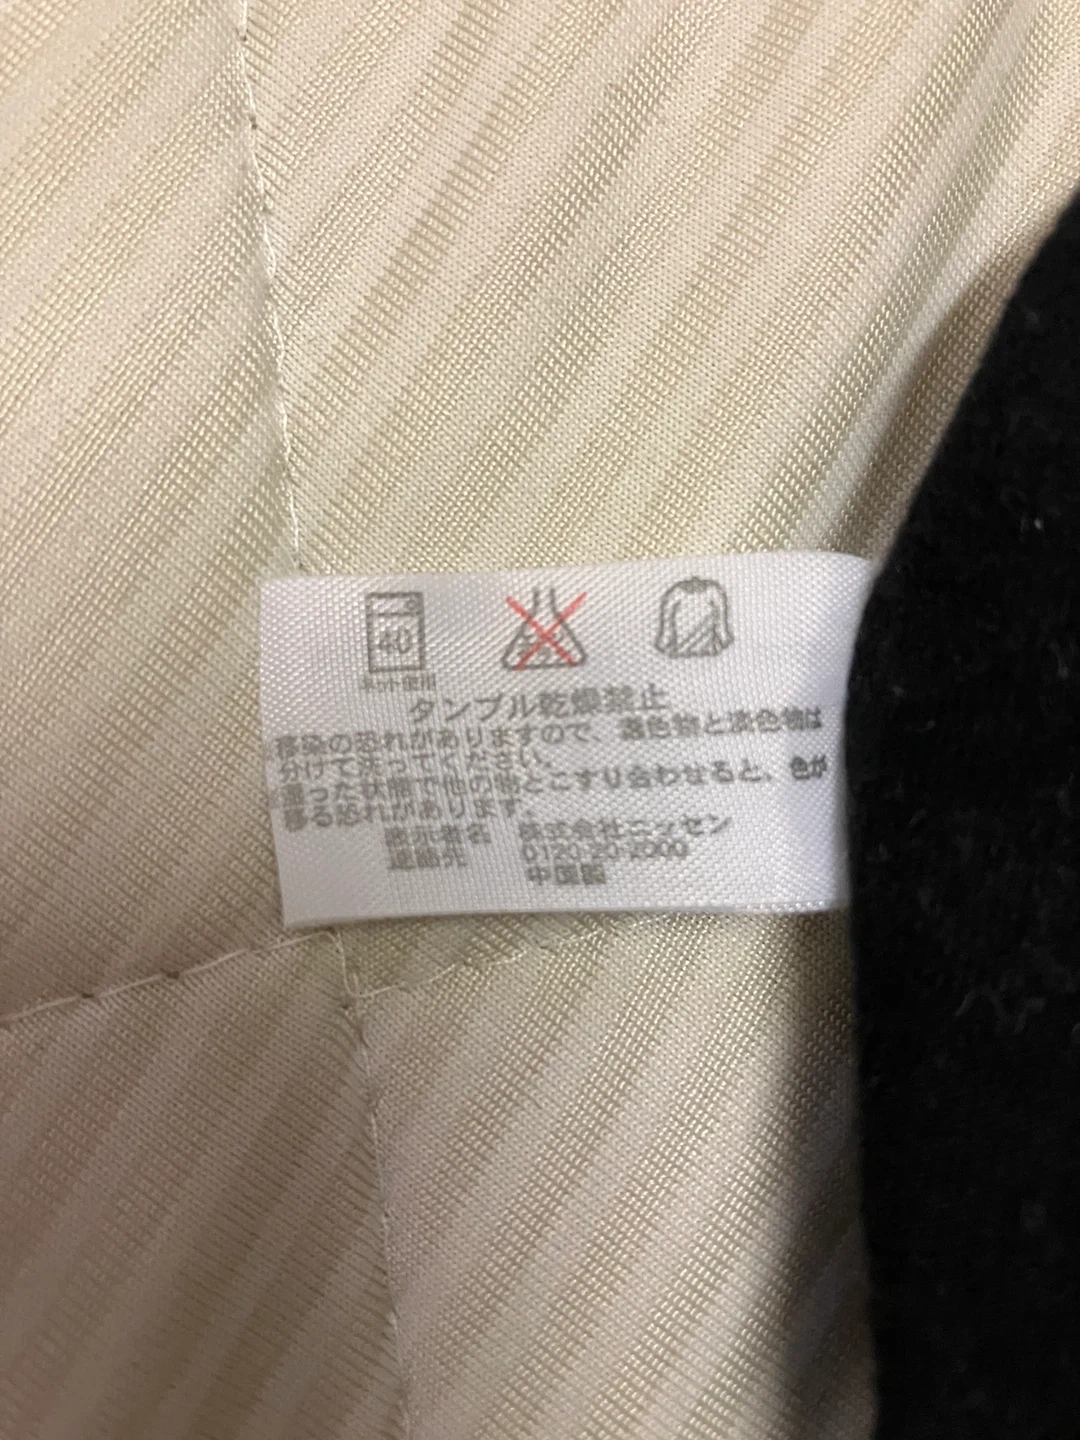 40
ネット使用
タンブル乾燥禁止
移染の恐れがありますので、濃色物と淡色物は
分けて洗ってください。
湿った状態で他の物とこすり合わせると、色が
移る恐れがあります。
表示者名 株式会社ニッセン
連絡先 0120-20-2000
中国製